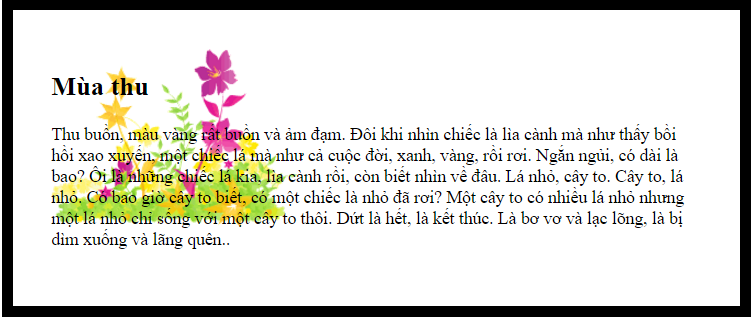 Mùa thu
Thu buồn, màu vàng rất buồn và ảm đạm. Đôi khi nhìn chiếc là lìa cành mà như thấy bồi
hồi xao xuyến, một chiếc lá mà như cả cuộc đời, xanh, vàng, rồi rơi. Ngắn ngủi, có dài là
bao? Ôi là những chiếc lá kia, lìa cành rồi, còn biết nhìn về đâu. Lá nhỏ, cây to. Cây to, lá
nhỏ. Có bao giờ cây to biết, có một chiếc là nhỏ đã rơi? Một cây to có nhiều lá nhỏ nhưng
một lá nhỏ chỉ sống với một cây to thôi. Dứt là hết, là kết thúc. Là bơ vơ và lạc lõng, là bị
dìm xuống và lãng quên..